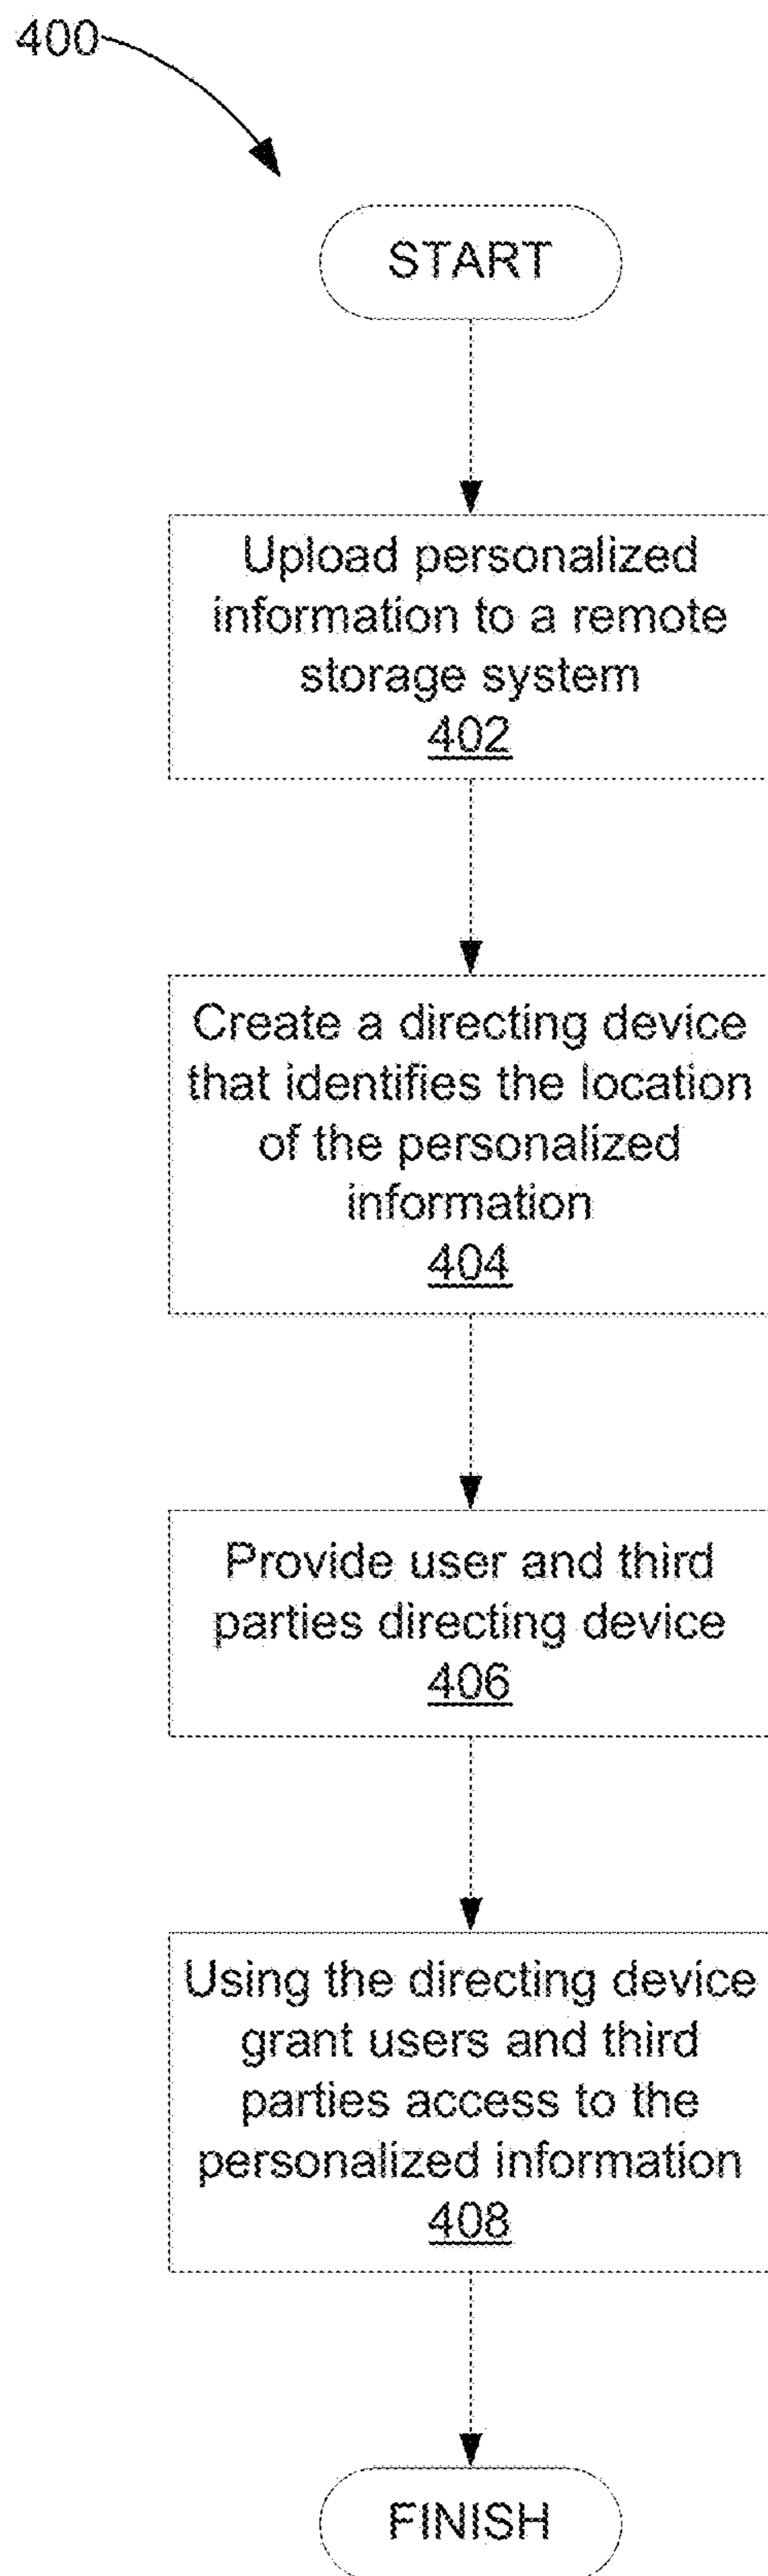 400
START
Upload personalized
information to a remote
storage system
402
Create a directing device
that identifies the location
of the personalized
information
404
Provide user and third
parties directing device
406
Using the directing device
grant users and third
parties access to the
personalized information
408
FINISH